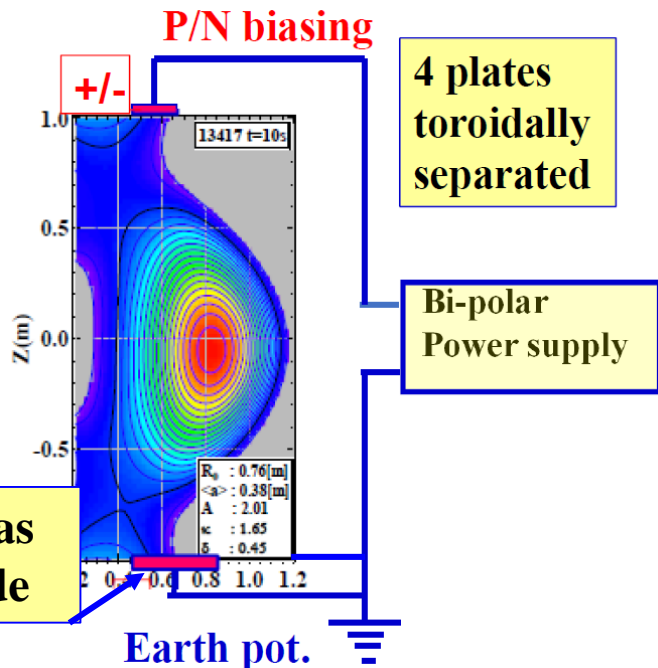 P/N biasing
+/-
4 plates
toroidally
separated
1.0
13417 t=10s
0.5
Z(m)
0.0
Bi-polar
Power supply
-0.5
R₀ : 0.76[m]
<a> : 0.38[m]
A : 2.01
κ : 1.65
δ : 0.45
0.6 0.8 1.0 1.2
Earth pot.